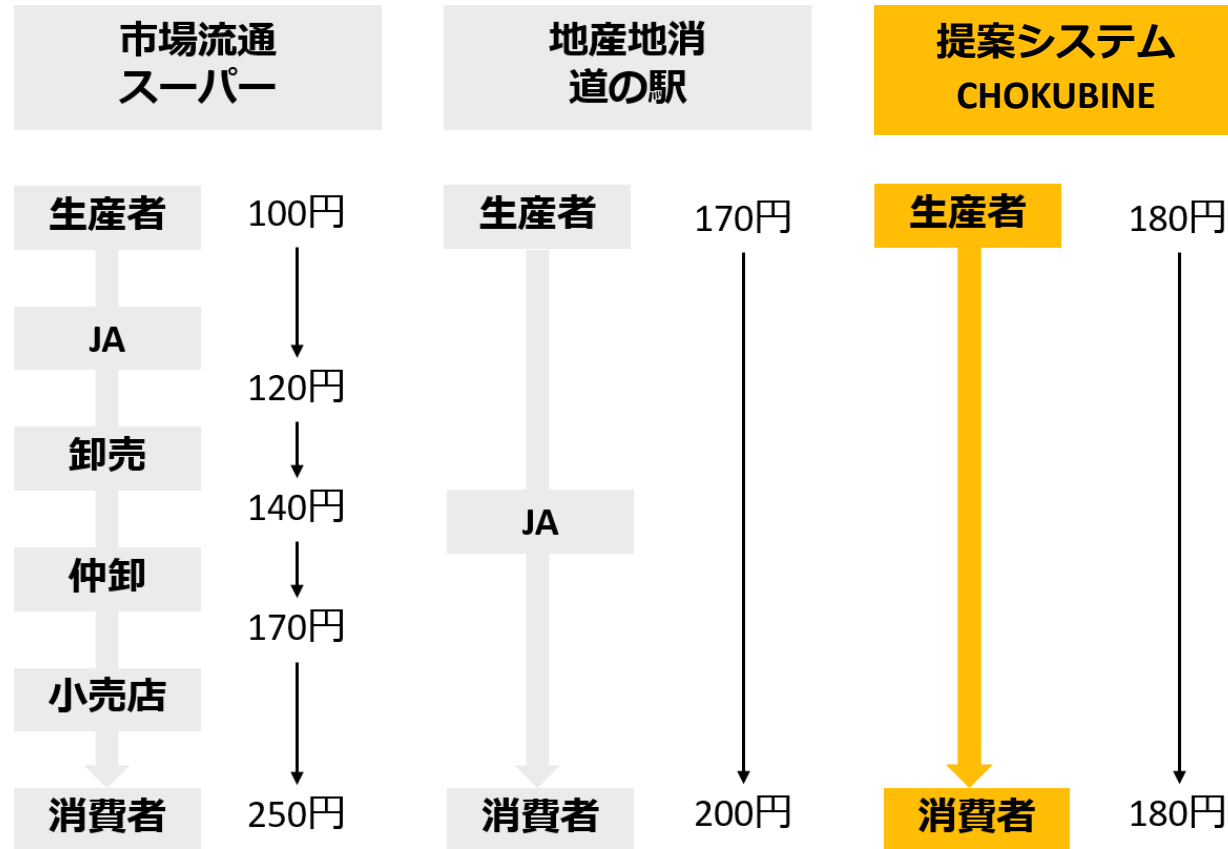 市場流通
スーパー
生産者
100円
JA
120円
卸売
140円
仲卸
170円
小売店
消費者
250円
地産地消
道の駅
生産者
170円
JA
消費者
200円
提案システム
CHOKUBINE
生産者
180円
消費者
180円